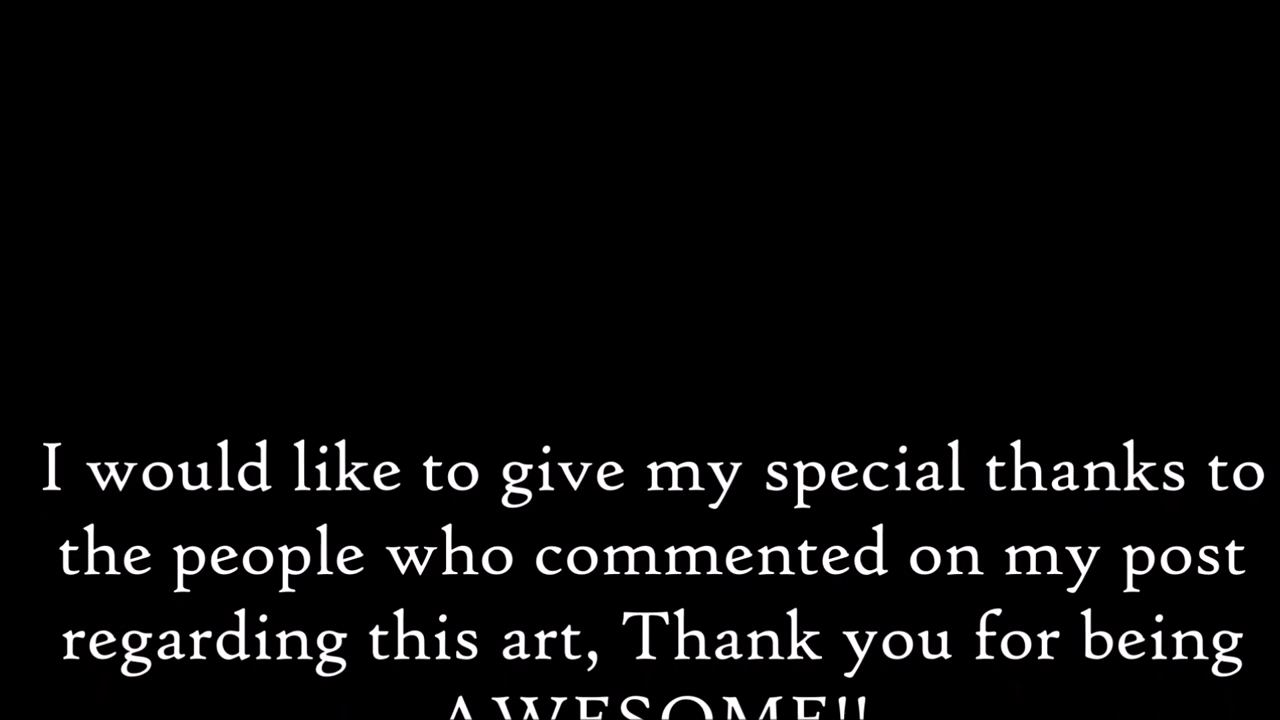 I would like to give my special thanks to
the people who commented on my post
regarding this art, Thank you for being
AWESOME!!